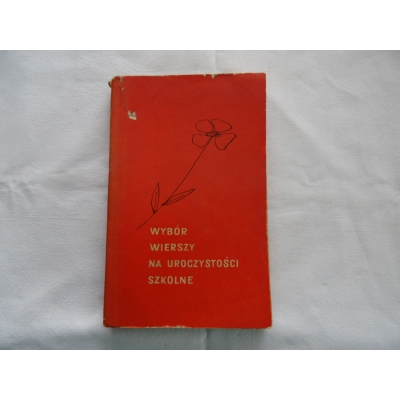 WYBÓR
WIERSZY
NA UROCZYSTOŚCI
SZKOLNE